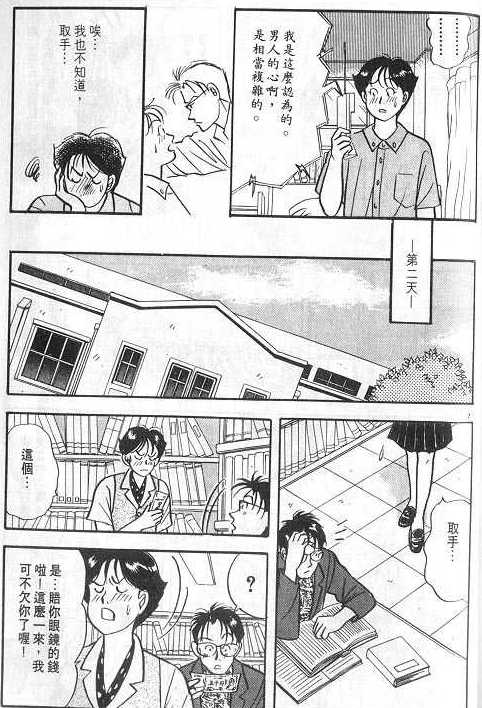 ………
我是這麼認為的。
男人的心啊，
是相當複雜的。
唉…
我也不知道，
取手…
—第二天—
取手…
這個…
？
是…賠你眼鏡的錢
啦！這麼一來，我
可不欠你了喔！